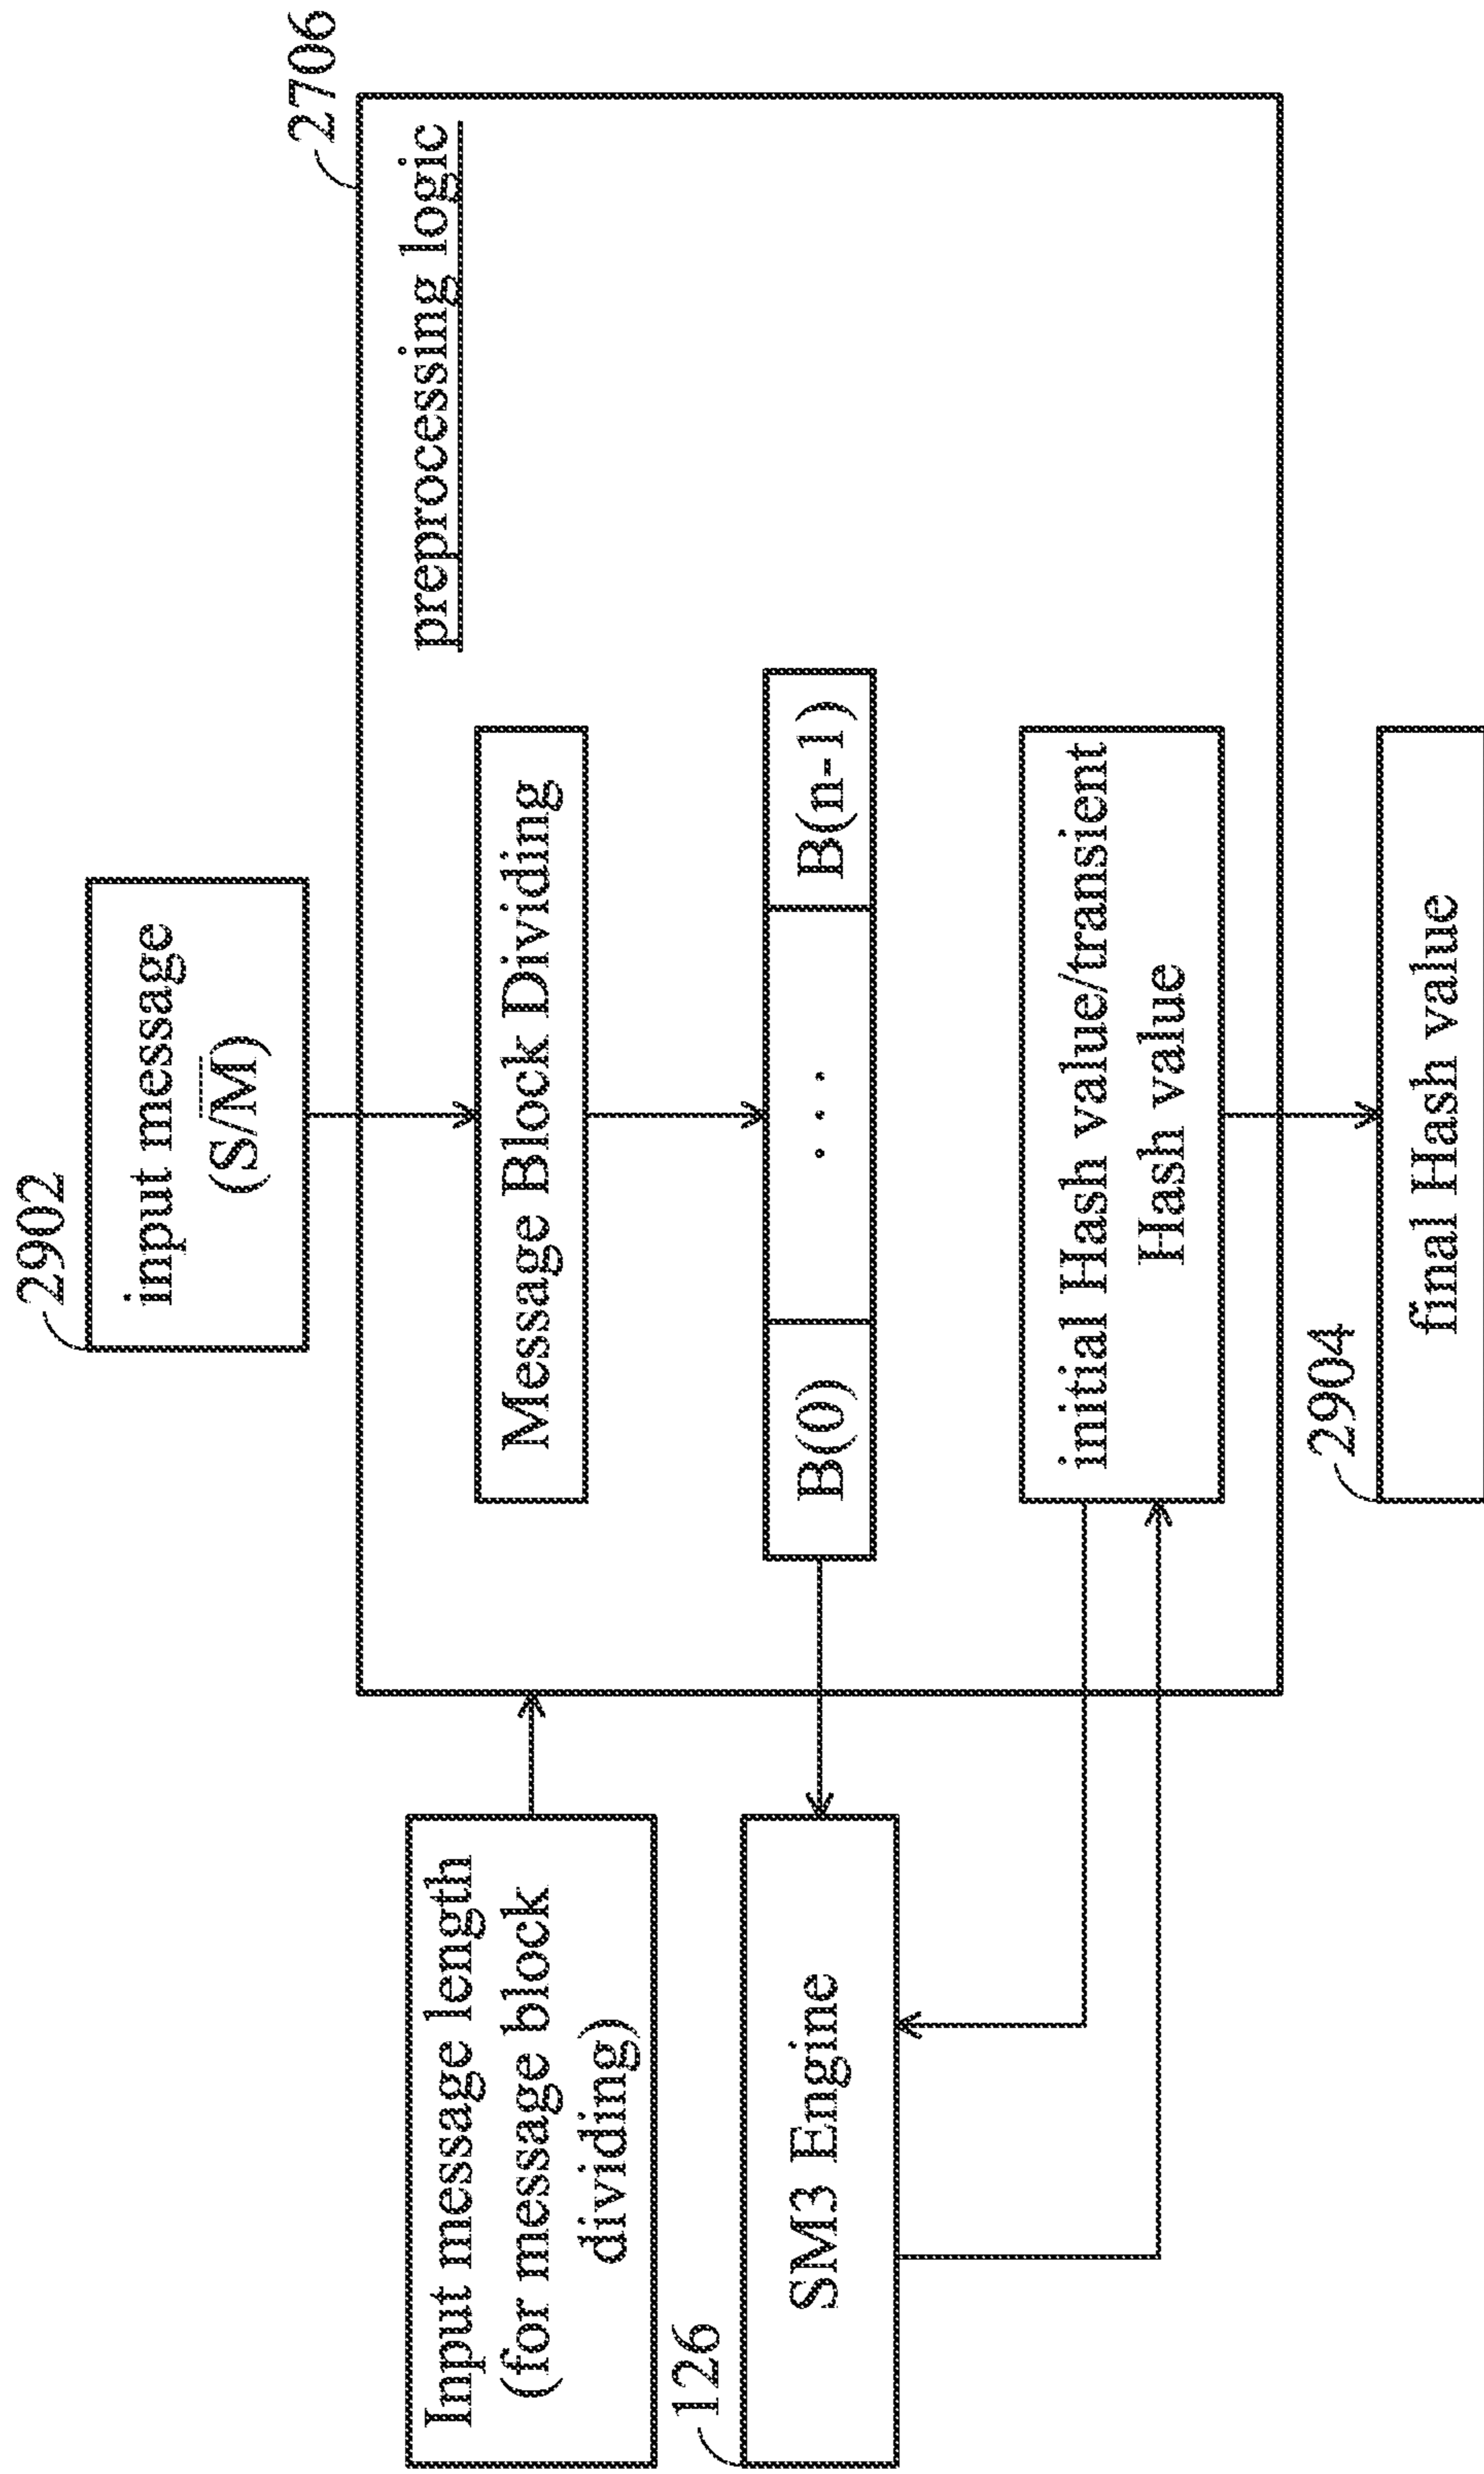 2902
input message
(S/M̅)
2706
preprocessing logic
Input message length
(for message block
dividing)
Message Block Dividing
126
SM3 Engine
B(0)
. . .
B(n-1)
initial Hash value/transient
Hash value
2904
final Hash value